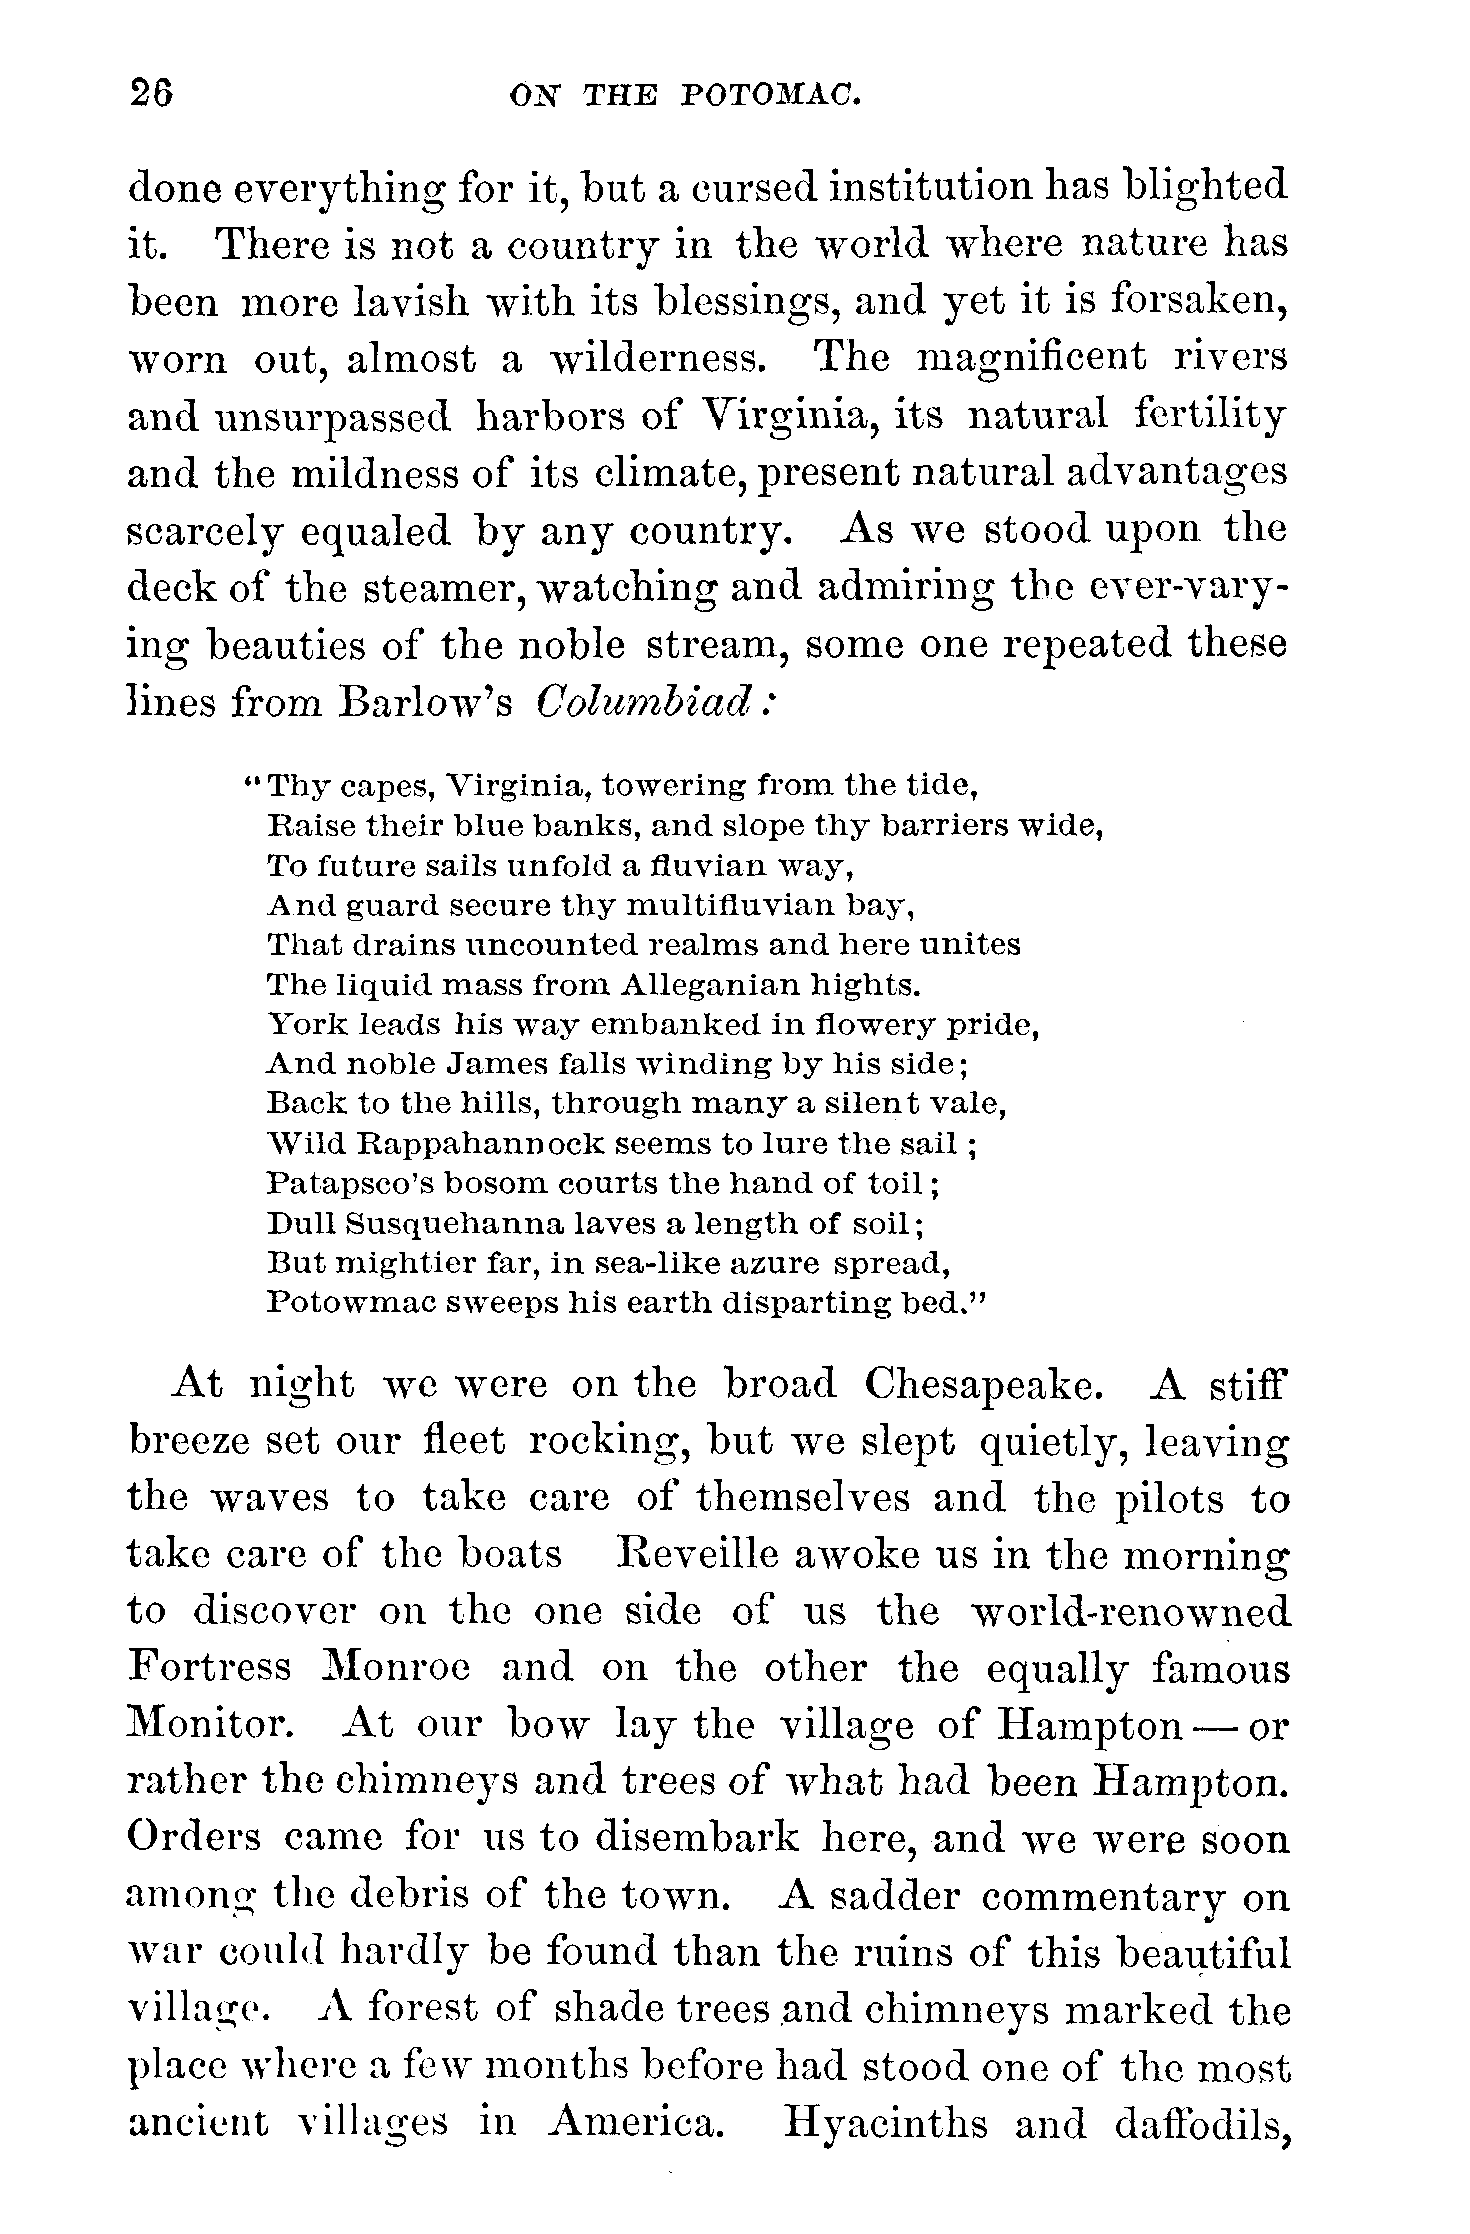 26 ON THE POTOMAC.
done everything for it, but a cursed institution has blighted
it. There is not a country in the world where nature has
been more lavish with its blessings, and yet it is forsaken,
worn out, almost a wilderness. The magnificent rivers
and unsurpassed harbors of Virginia, its natural fertility
and the mildness of its climate, present natural advantages
scarcely equaled by any country. As we stood upon the
deck of the steamer, watching and admiring the ever-vary-
ing beauties of the noble stream, some one repeated these
lines from Barlow's Columbiad:
"Thy capes, Virginia, towering from the tide,
Raise their blue banks, and slope thy barriers wide,
To future sails unfold a fluvian way,
And guard secure thy multifluvian bay,
That drains uncounted realms and here unites
The liquid mass from Alleganian hights.
York leads his way embanked in flowery pride,
And noble James falls winding by his side;
Back to the hills, through many a silent vale,
Wild Rappahannock seems to lure the sail;
Patapsco's bosom courts the hand of toil;
Dull Susquehanna laves a length of soil;
But mightier far, in sea-like azure spread,
Potowmac sweeps his earth disparting bed."
At night we were on the broad Chesapeake. A stiff
breeze set our fleet rocking, but we slept quietly, leaving
the waves to take care of themselves and the pilots to
take care of the boats Reveille awoke us in the morning
to discover on the one side of us the world-renowned
Fortress Monroe and on the other the equally famous
Monitor. At our bow lay the village of Hampton — or
rather the chimneys and trees of what had been Hampton.
Orders came for us to disembark here, and we were soon
among the debris of the town. A sadder commentary on
war could hardly be found than the ruins of this beautiful
village. A forest of shade trees and chimneys marked the
place where a few months before had stood one of the most
ancient villages in America. Hyacinths and daffodils,